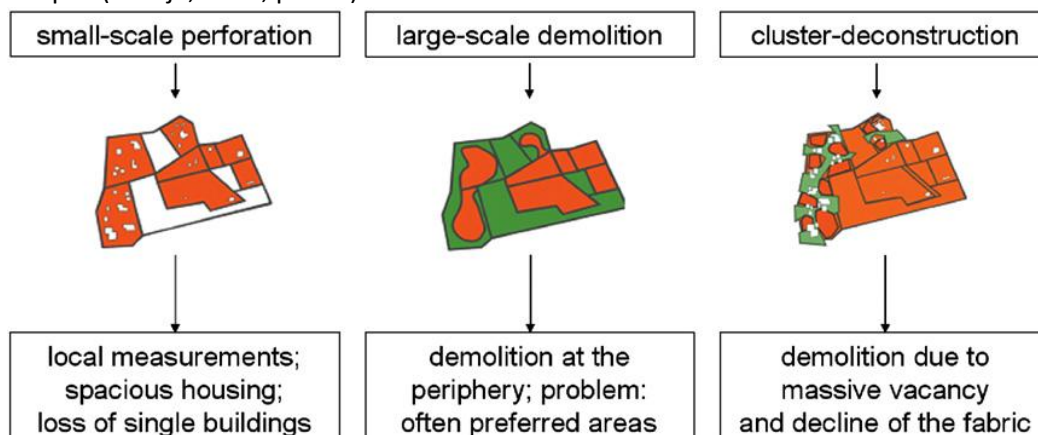 small-scale perforation
large-scale demolition
cluster-deconstruction
local measurements;
spacious housing;
loss of single buildings
demolition at the
periphery; problem:
often preferred areas
demolition due to
massive vacancy
and decline of the fabric